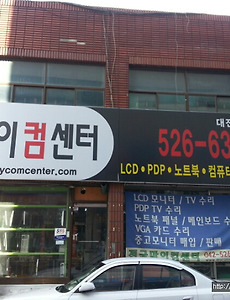 이컴센터
ycomcenter.com
대전
526-63
LCD • PDP • 노트북 • 컴퓨터
LCD 모니터 / TV 수리
PDP TV 수리
노트북 패널 / 메인보드 수
VGA 카드 수리
중고모니터 매입 / 판매
042-526
http://